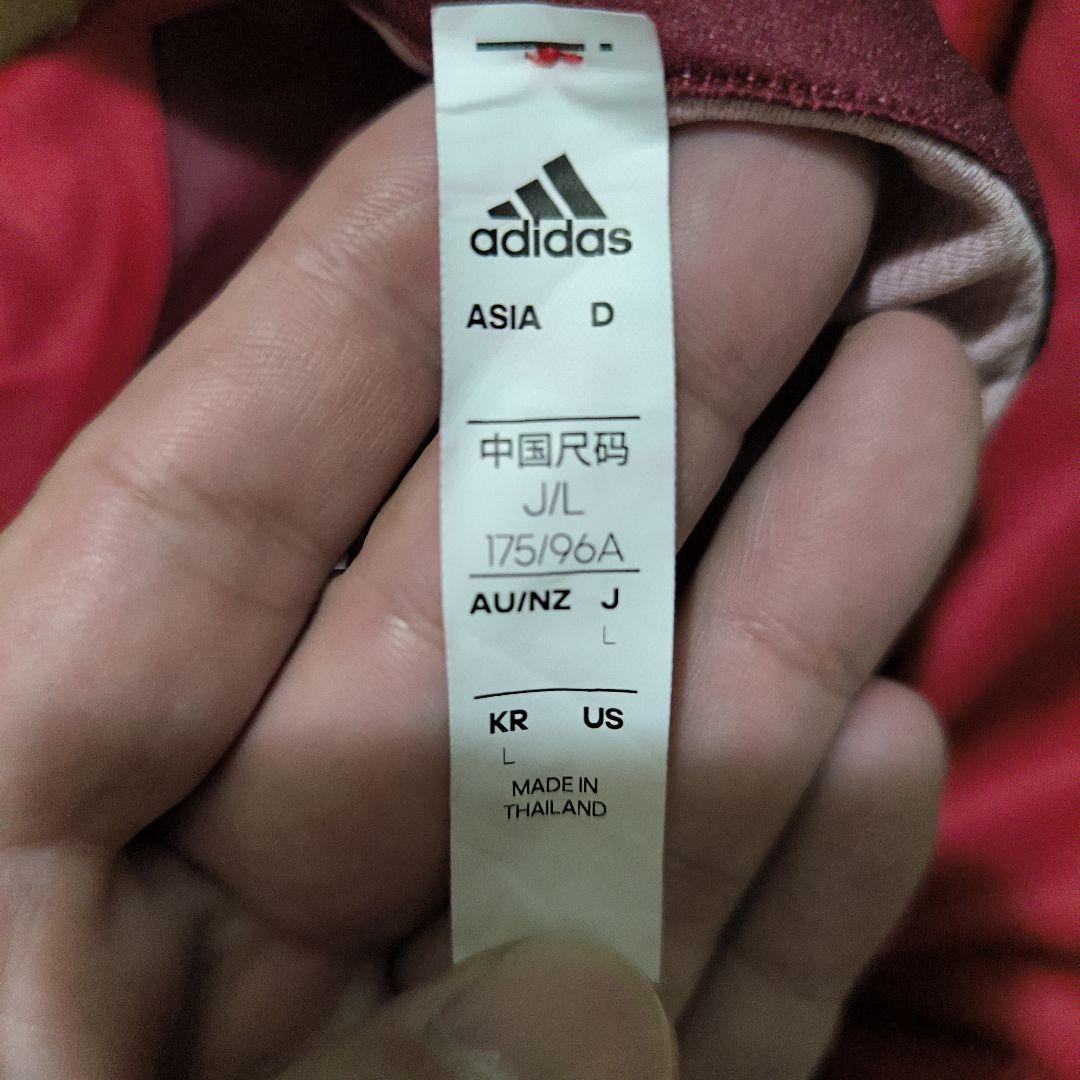 adidas
ASIA D
中国尺码
J/L
175/96A
AU/NZ J
L
KR US
L
MADE IN
THAILAND